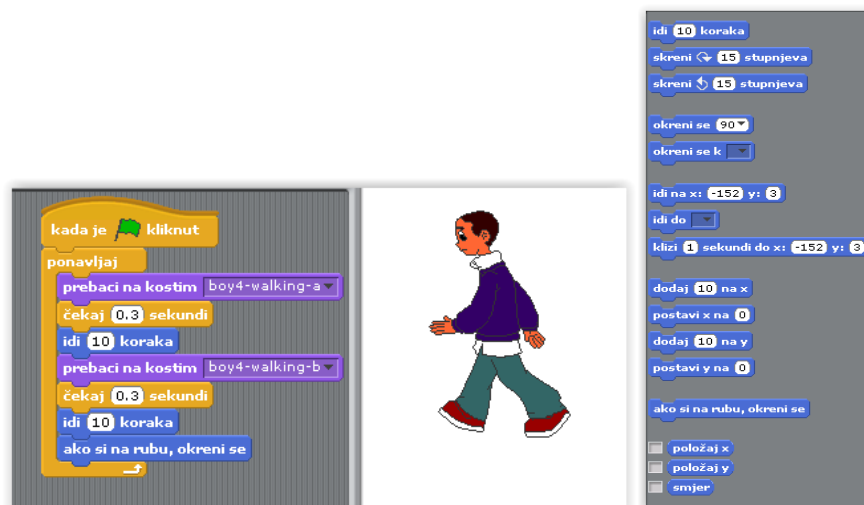 kada je kliknut
ponavljaj
prebaci na kostim boy4-walking-a
čekaj 0.3 sekundi
idi 10 koraka
prebaci na kostim boy4-walking-b
čekaj 0.3 sekundi
idi 10 koraka
ako si na rubu, okreni se
idi 10 koraka
skreni 15 stupnjeva
skreni 15 stupnjeva
okreni se 90
okreni se k
idi na x: -152 y: 3
idi do
klizi 1 sekundi do x: -152 y: 3
dodaj 10 na x
postavi x na 0
dodaj 10 na y
postavi y na 0
ako si na rubu, okreni se
položaj x
položaj y
smjer